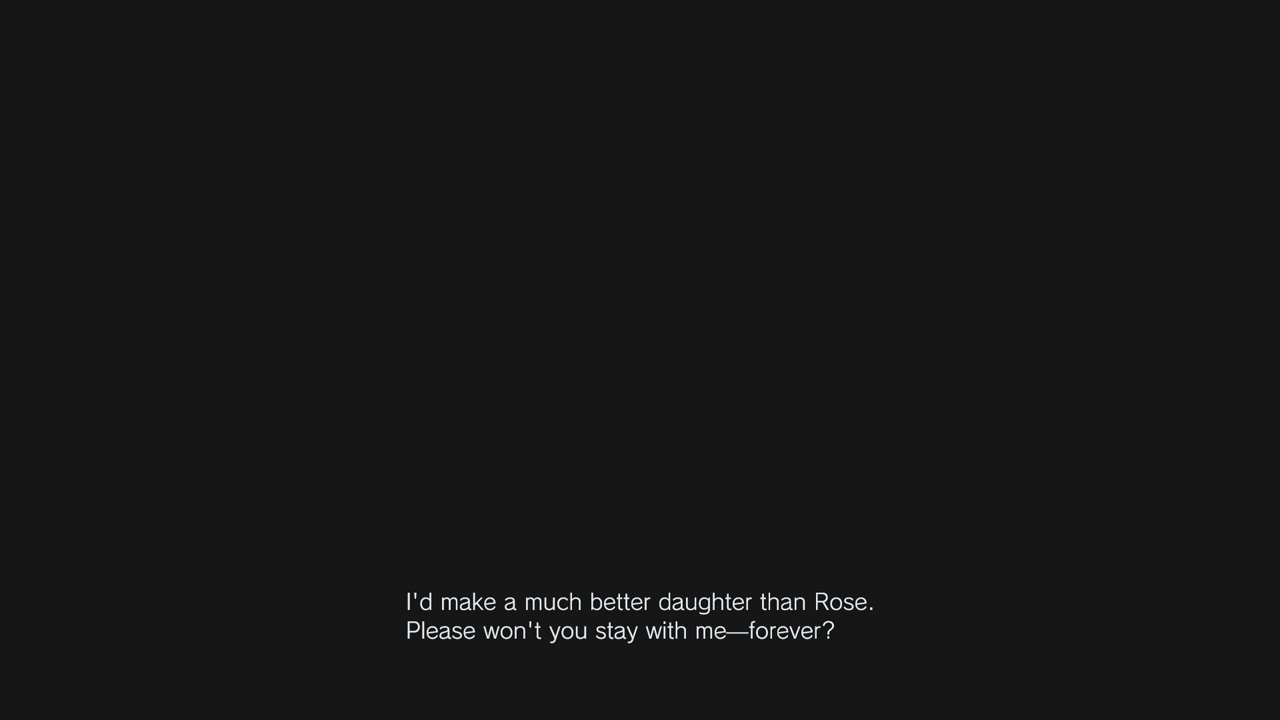 I'd make a much better daughter than Rose.
Please won't you stay with me—forever?